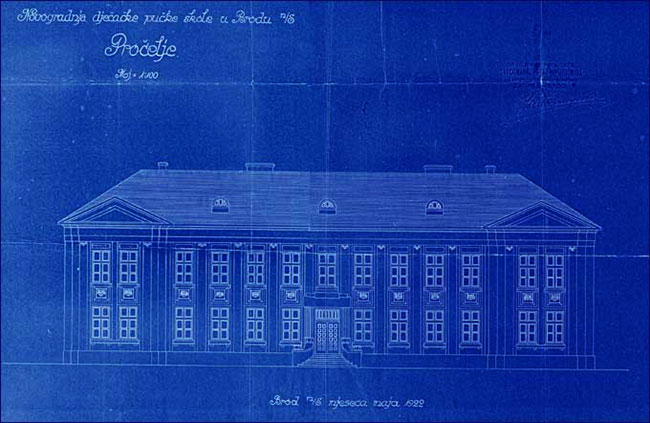 Novogradnja dječačke pučke škole u Brodu n/S
Pročelje.
Mj = 1:100
Brod n/S mjeseca maja 1922